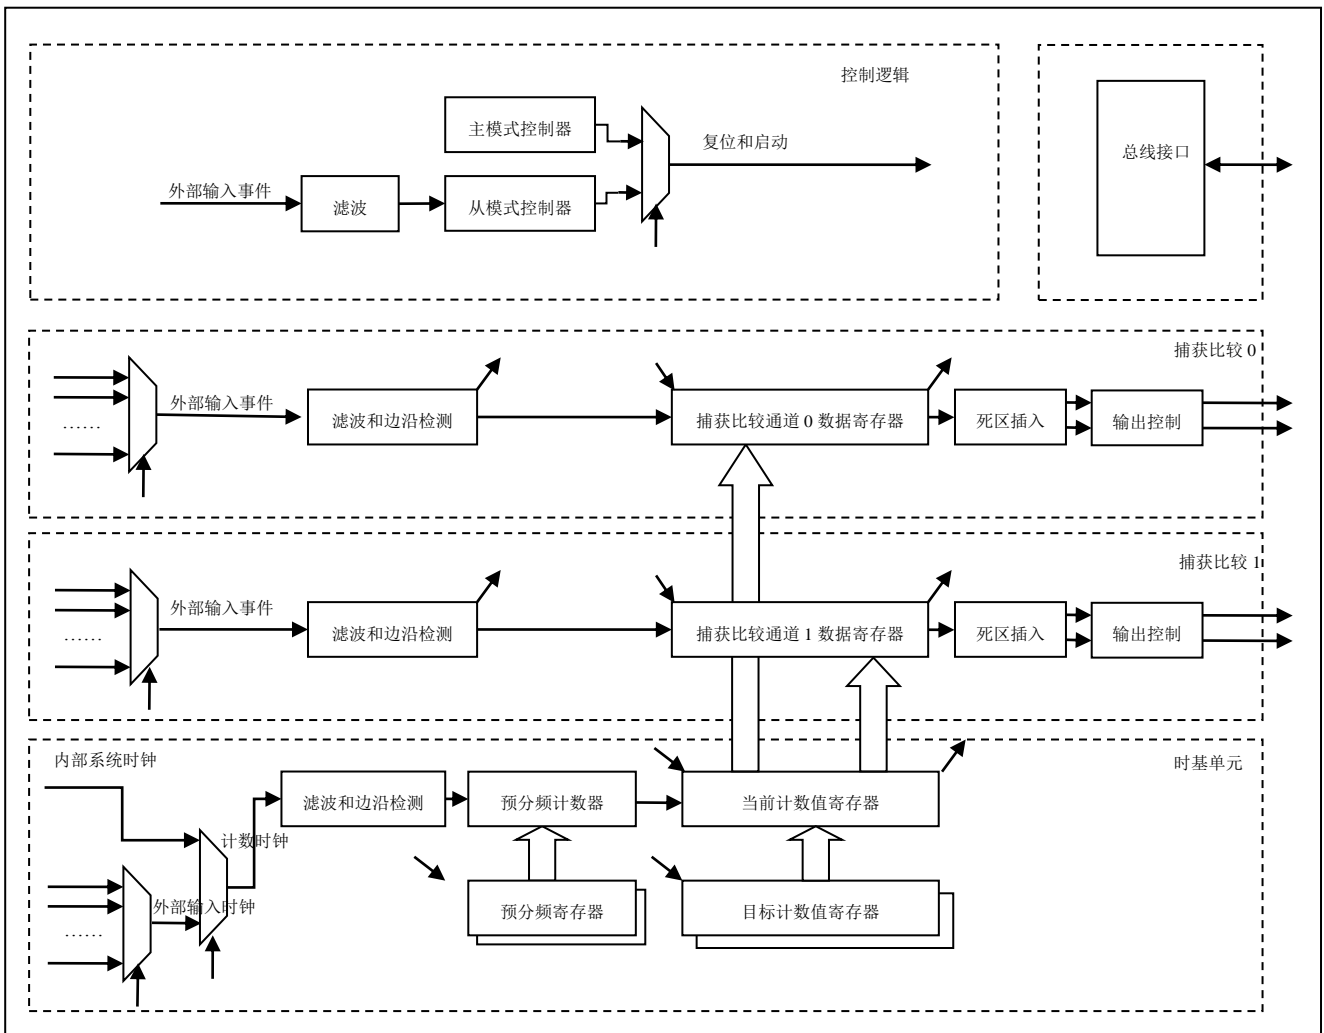 控制逻辑
主模式控制器
复位和启动
总线接口
外部输入事件
滤波
从模式控制器
捕获比较 0
外部输入事件
滤波和边沿检测
捕获比较通道 0 数据寄存器
死区插入
输出控制
......
捕获比较 1
外部输入事件
滤波和边沿检测
捕获比较通道 1 数据寄存器
死区插入
输出控制
......
内部系统时钟
时基单元
滤波和边沿检测
预分频计数器
当前计数值寄存器
计数时钟
外部输入时钟
预分频寄存器
目标计数值寄存器
......